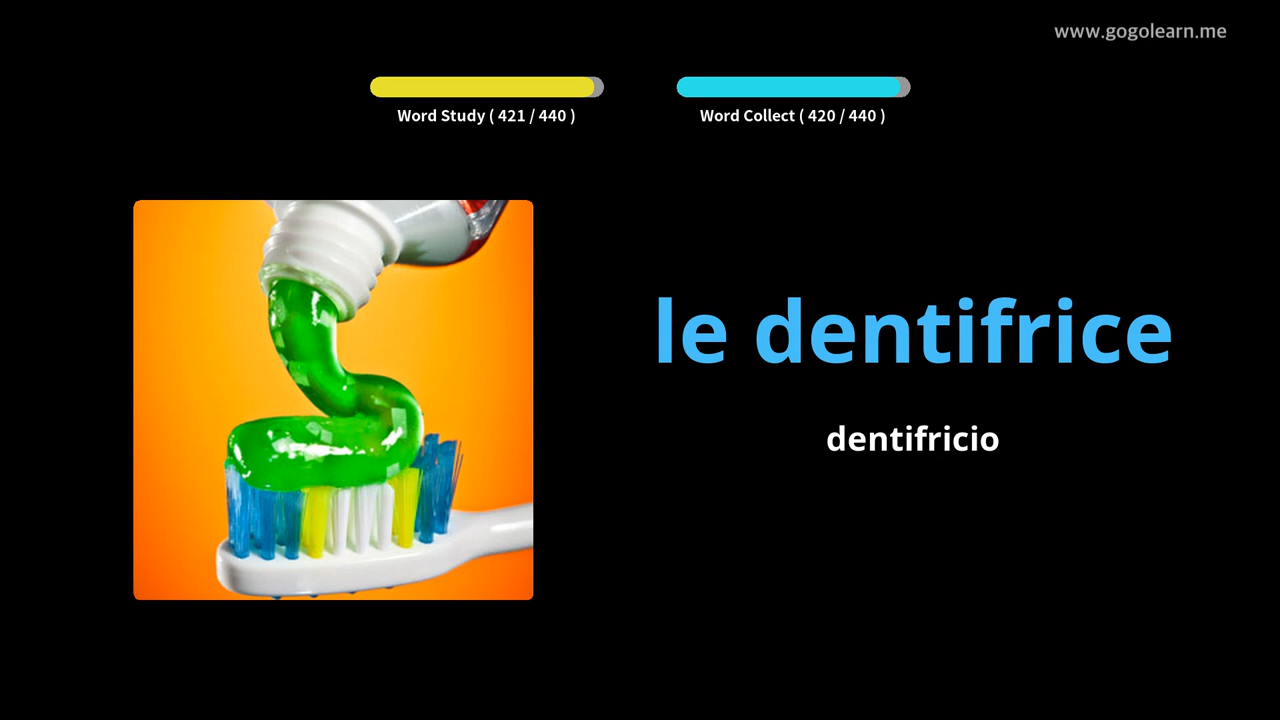 www.gogolearn.me
Word Study ( 421 / 440 )
Word Collect ( 420 / 440 )
le dentifrice
dentifricio